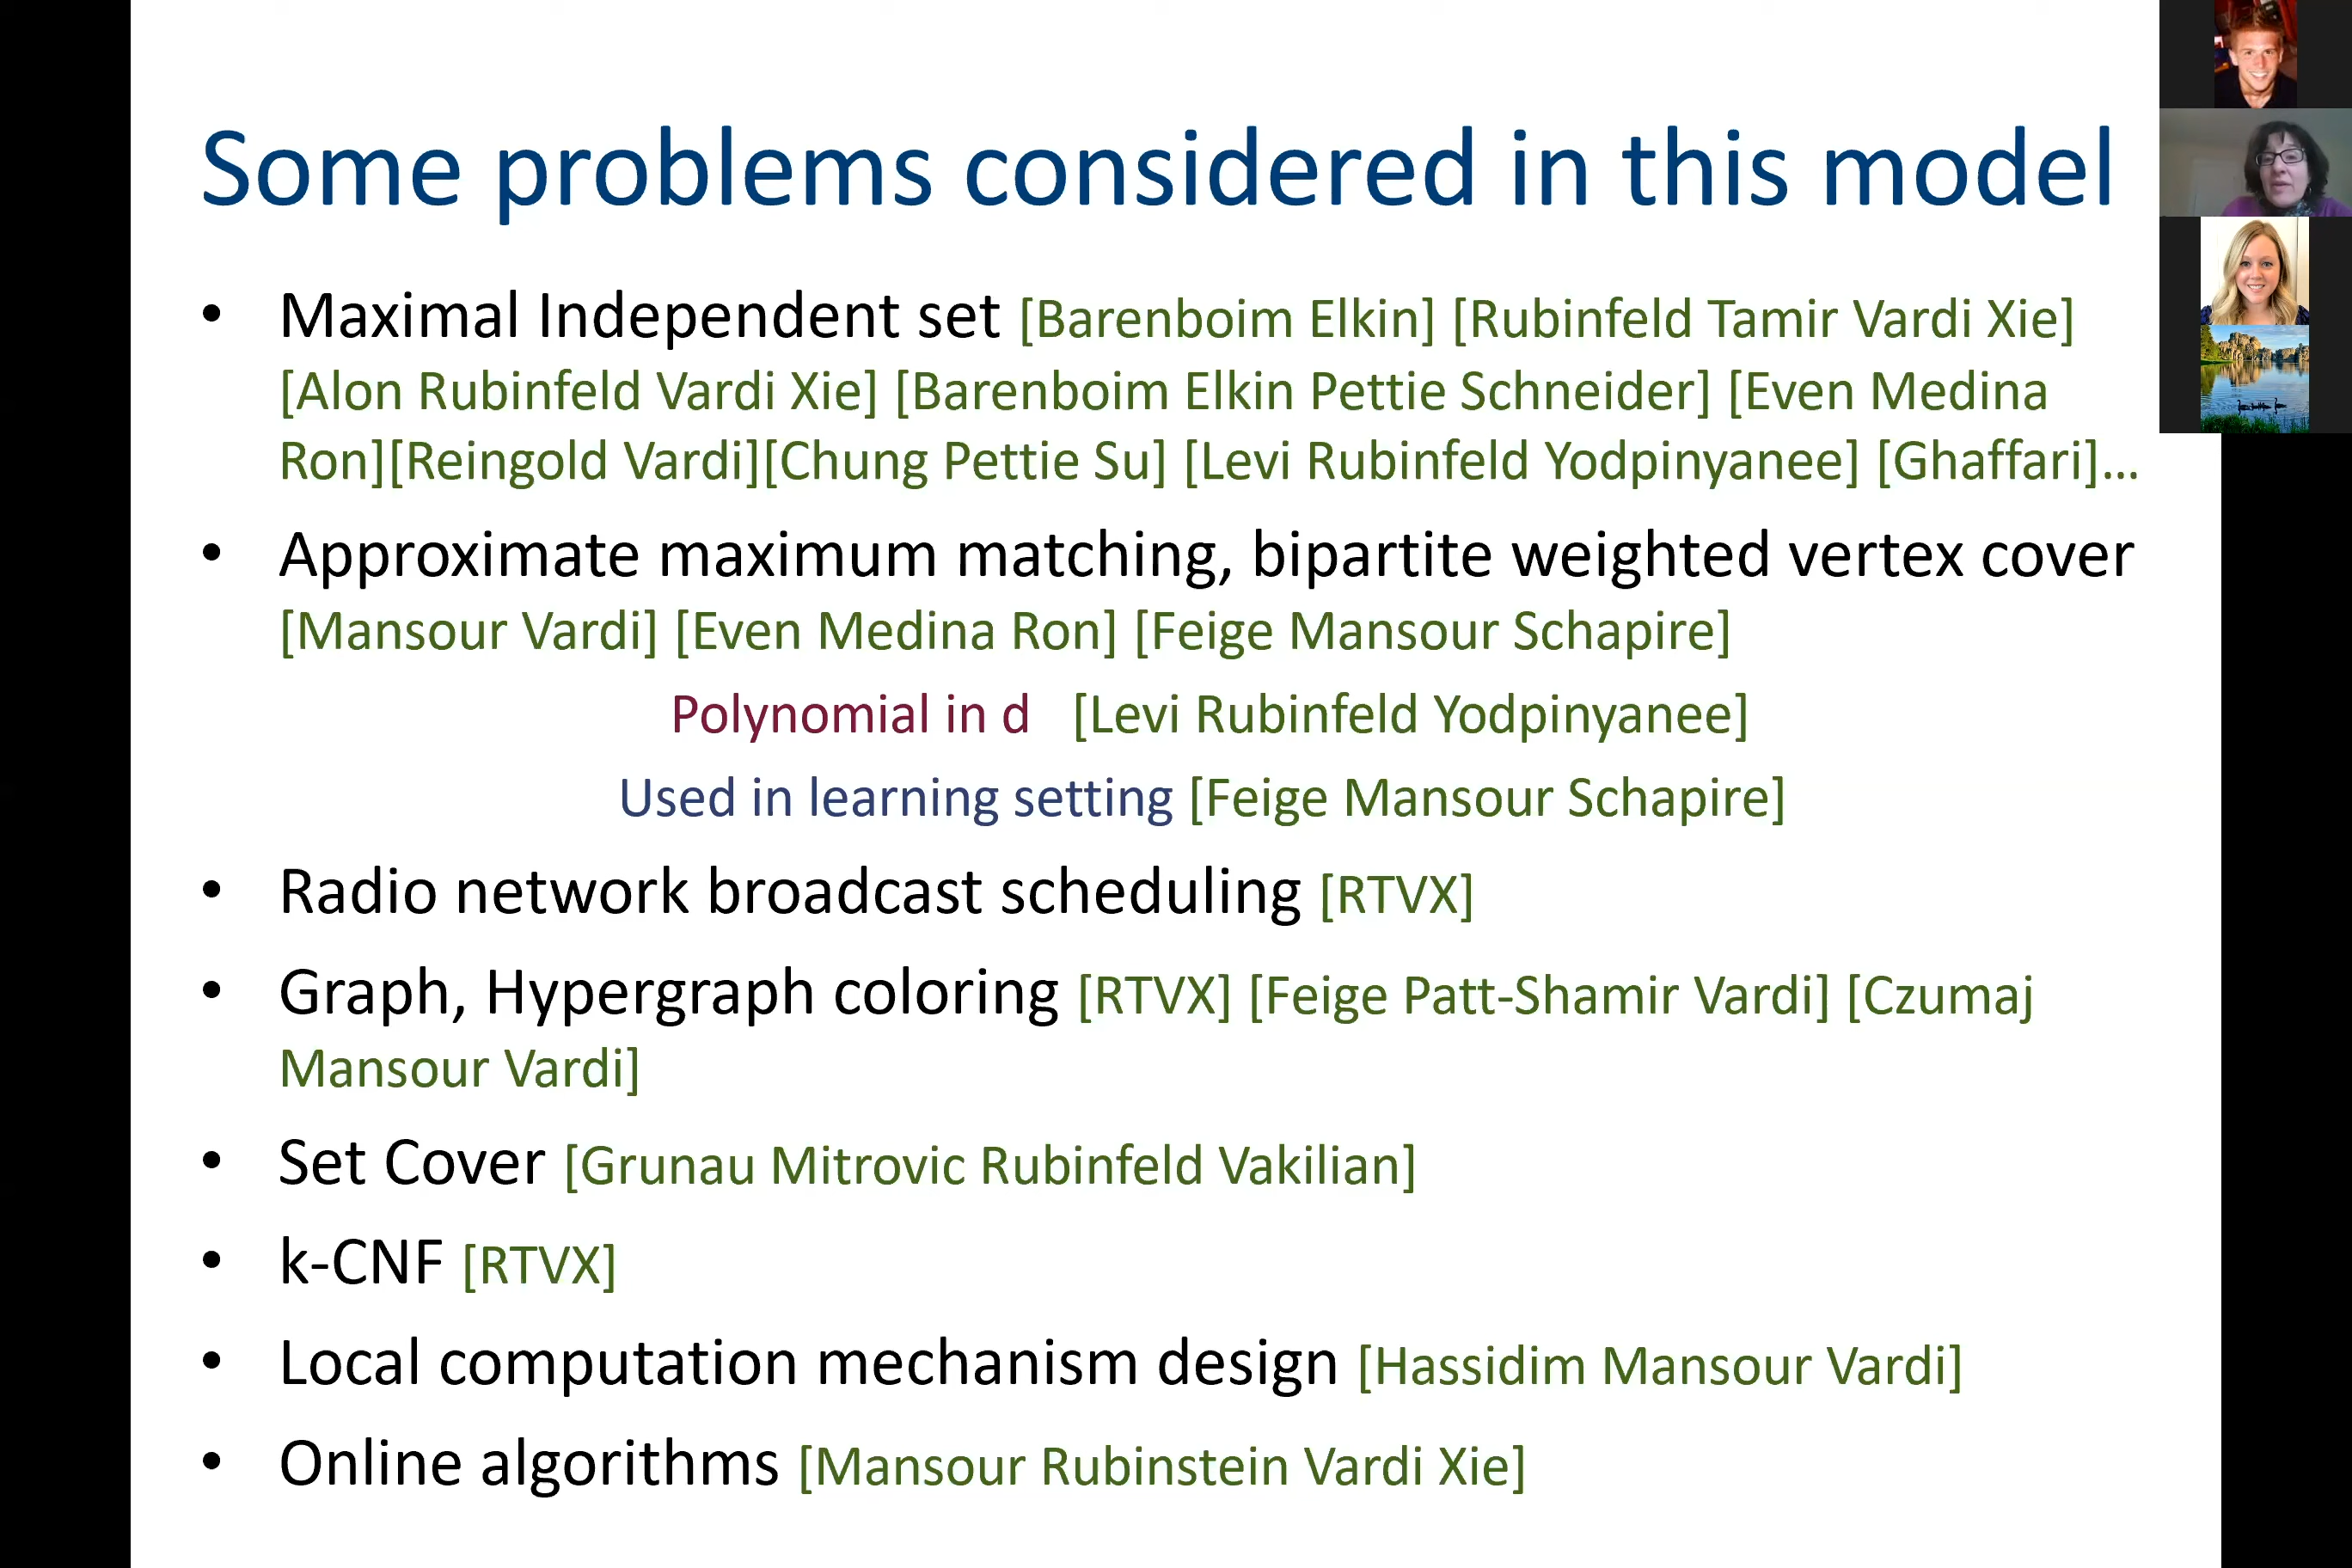 Some problems considered in this model
• Maximal Independent set [Barenboim Elkin] [Rubinfeld Tamir Vardi Xie]
[Alon Rubinfeld Vardi Xie] [Barenboim Elkin Pettie Schneider] [Even Medina
Ron][Reingold Vardi][Chung Pettie Su] [Levi Rubinfeld Yodpinyanee] [Ghaffari]...
• Approximate maximum matching, bipartite weighted vertex cover
[Mansour Vardi] [Even Medina Ron] [Feige Mansour Schapire]
Polynomial in d [Levi Rubinfeld Yodpinyanee]
Used in learning setting [Feige Mansour Schapire]
• Radio network broadcast scheduling [RTVX]
• Graph, Hypergraph coloring [RTVX] [Feige Patt-Shamir Vardi] [Czumaj
Mansour Vardi]
• Set Cover [Grunau Mitrovic Rubinfeld Vakilian]
• k-CNF [RTVX]
• Local computation mechanism design [Hassidim Mansour Vardi]
• Online algorithms [Mansour Rubinstein Vardi Xie]